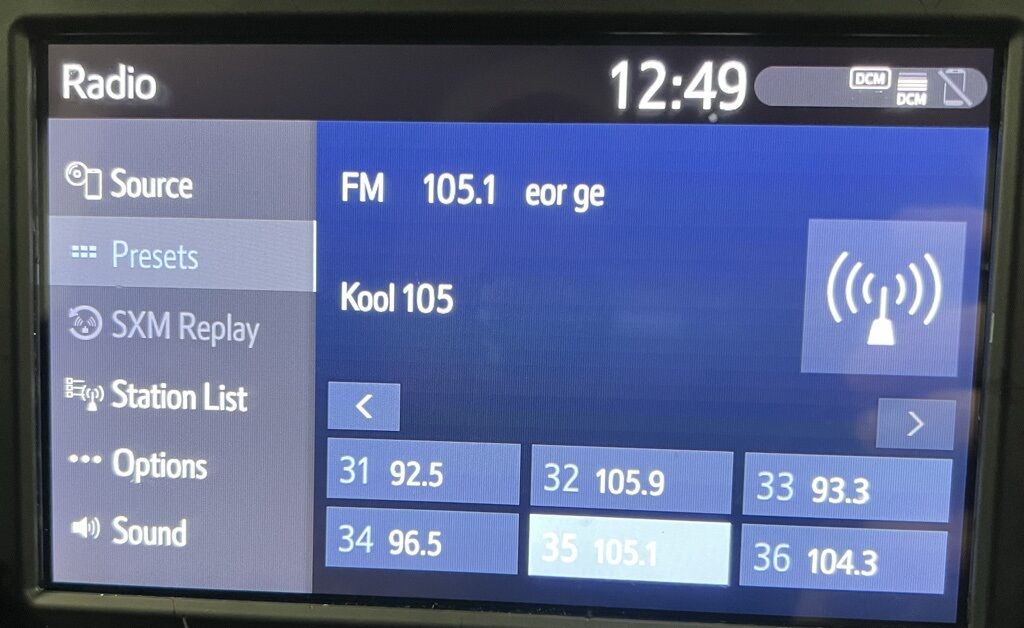 Radio
12:49
DCM
DCM
Source
Presets
SXM Replay
Station List
Options
Sound
FM 105.1 eor ge
Kool 105
<
>
31 92.5
32 105.9
33 93.3
34 96.5
35 105.1
36 104.3